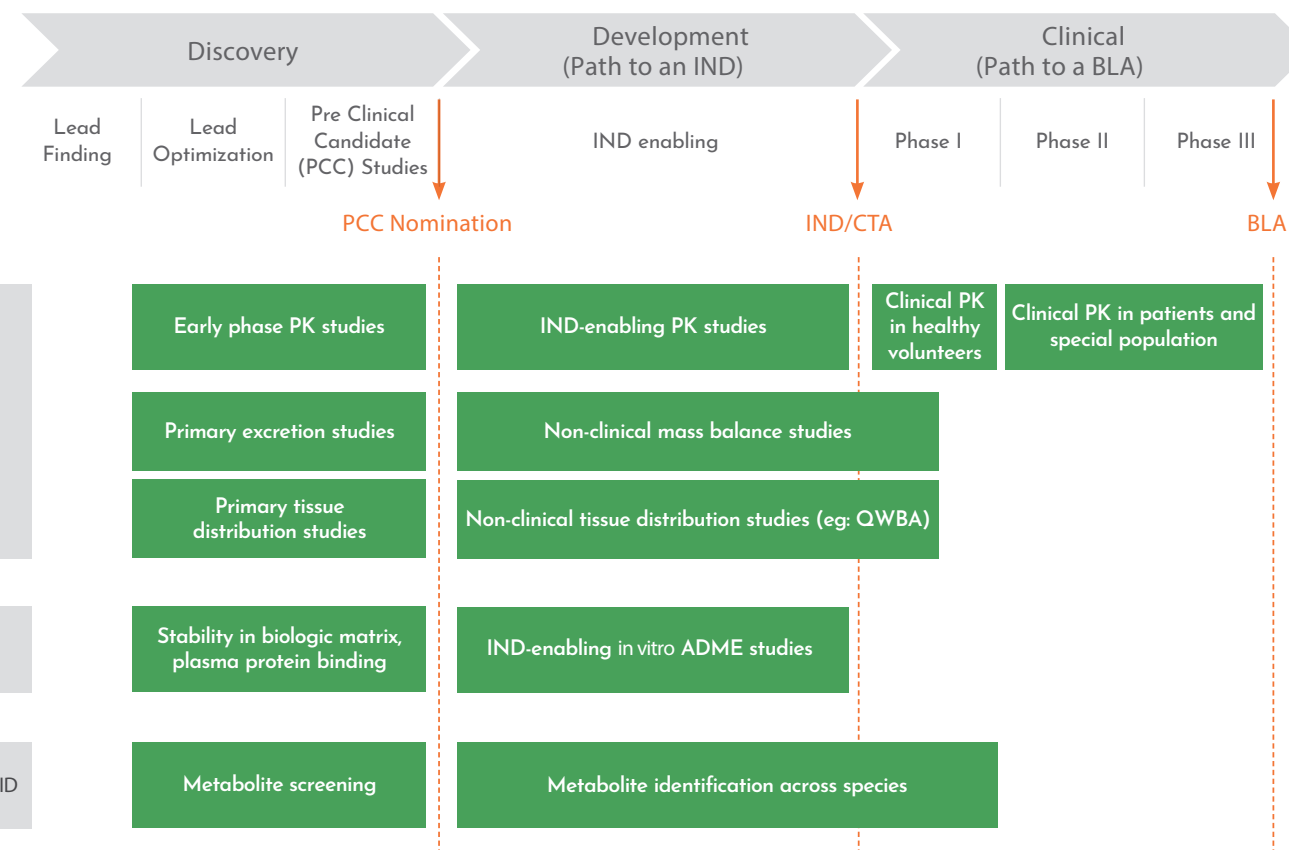 Discovery
Development
(Path to an IND)
Clinical
(Path to a BLA)
Lead
Finding
Lead
Optimization
Pre Clinical
Candidate
(PCC) Studies
IND enabling
Phase I
Phase II
Phase III
PCC Nomination
IND/CTA
BLA
Early phase PK studies
IND-enabling PK studies
Clinical PK
in healthy
volunteers
Clinical PK in patients and
special population
Primary excretion studies
Non-clinical mass balance studies
Primary tissue
distribution studies
Non-clinical tissue distribution studies (eg: QWBA)
Stability in biologic matrix,
plasma protein binding
IND-enabling in vitro ADME studies
ID
Metabolite screening
Metabolite identification across species